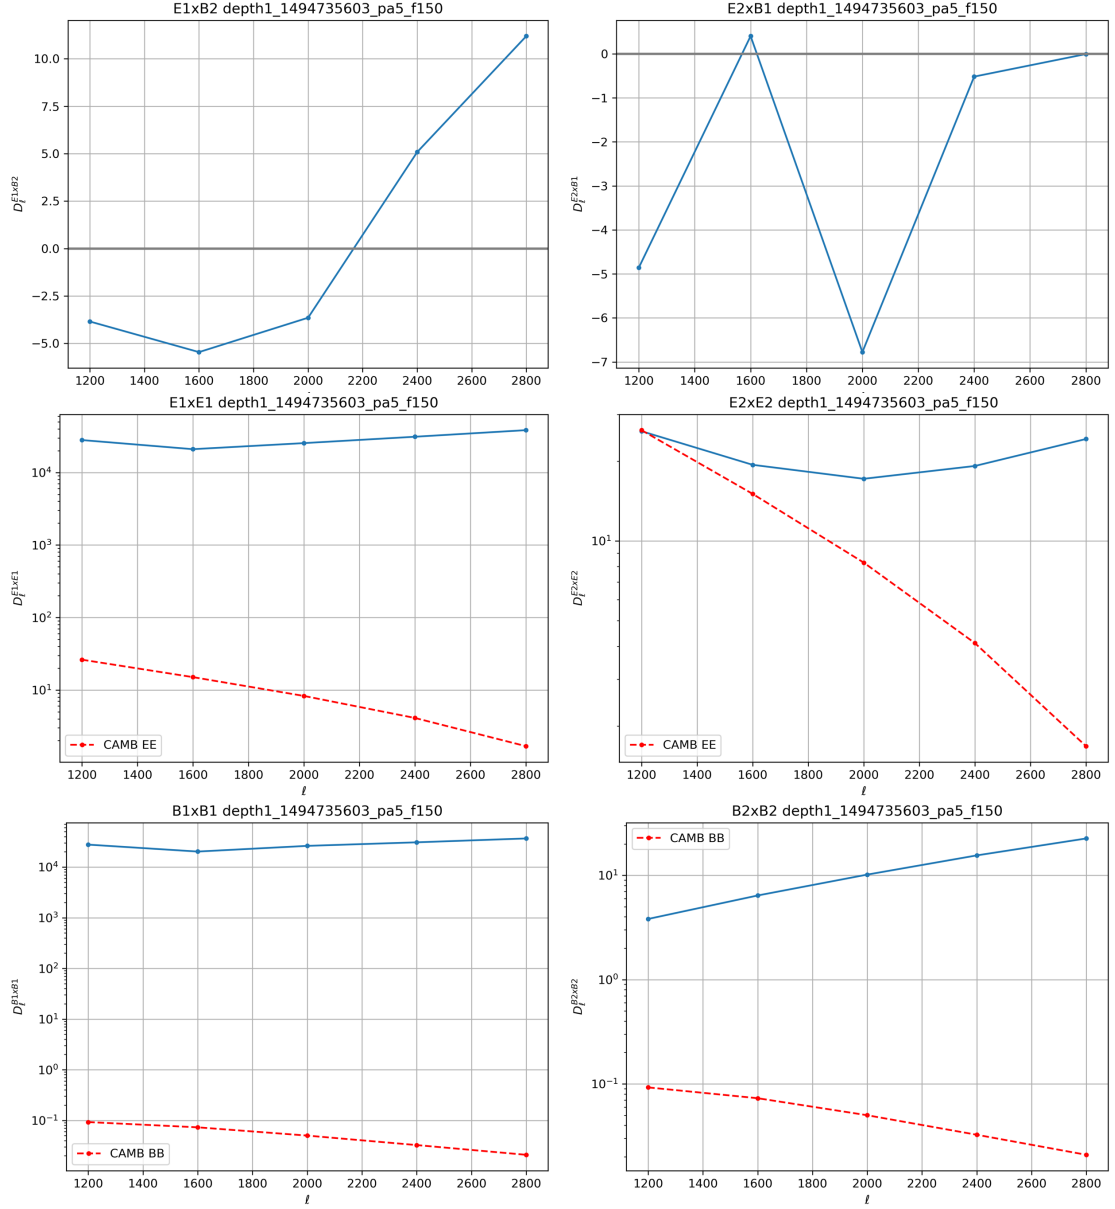 E1xB2 depth1_1494735603_pa5_f150
D_ℓ^{E1xB2}
10.0
7.5
5.0
2.5
0.0
−2.5
−5.0
1200 1400 1600 1800 2000 2200 2400 2600 2800
E2xB1 depth1_1494735603_pa5_f150
D_ℓ^{E2xB1}
0
−1
−2
−3
−4
−5
−6
−7
1200 1400 1600 1800 2000 2200 2400 2600 2800
E1xE1 depth1_1494735603_pa5_f150
D_ℓ^{E1xE1}
10^4
10^3
10^2
10^1
CAMB EE
1200 1400 1600 1800 2000 2200 2400 2600 2800
ℓ
E2xE2 depth1_1494735603_pa5_f150
D_ℓ^{E2xE2}
10^1
CAMB EE
1200 1400 1600 1800 2000 2200 2400 2600 2800
ℓ
B1xB1 depth1_1494735603_pa5_f150
D_ℓ^{B1xB1}
10^4
10^3
10^2
10^1
10^0
10^−1
CAMB BB
1200 1400 1600 1800 2000 2200 2400 2600 2800
ℓ
B2xB2 depth1_1494735603_pa5_f150
CAMB BB
D_ℓ^{B2xB2}
10^1
10^0
10^−1
1200 1400 1600 1800 2000 2200 2400 2600 2800
ℓ